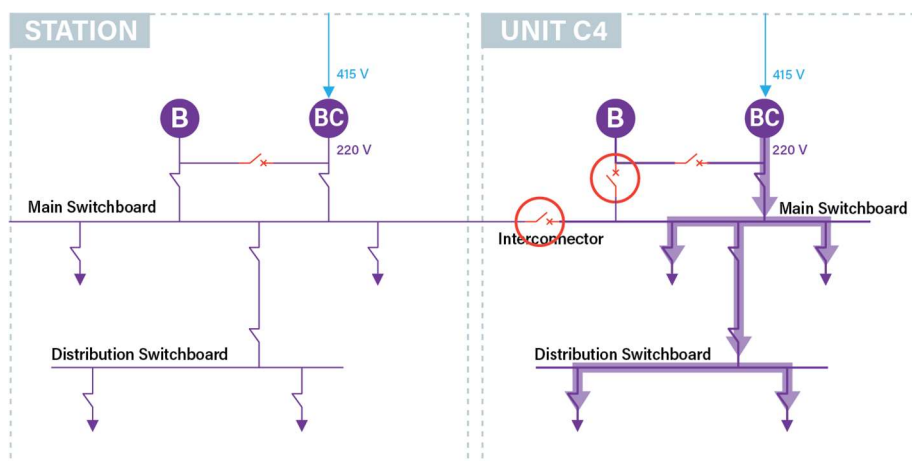 STATION
UNIT C4
415 V
415 V
B
BC
B
BC
220 V
220 V
Main Switchboard
Main Switchboard
Interconnector
Distribution Switchboard
Distribution Switchboard